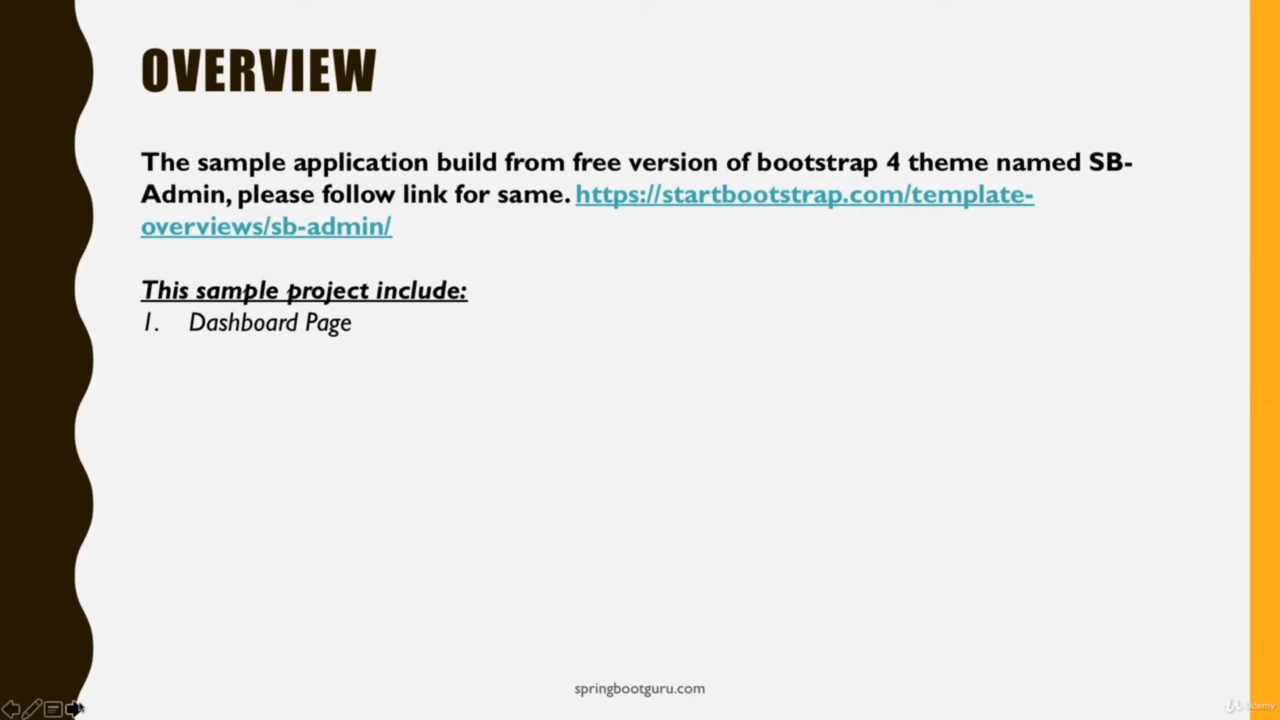 OVERVIEW
The sample application build from free version of bootstrap 4 theme named SB-
Admin, please follow link for same. https://startbootstrap.com/template-
overviews/sb-admin/
This sample project include:
1. Dashboard Page
springbootguru.com
Udemy